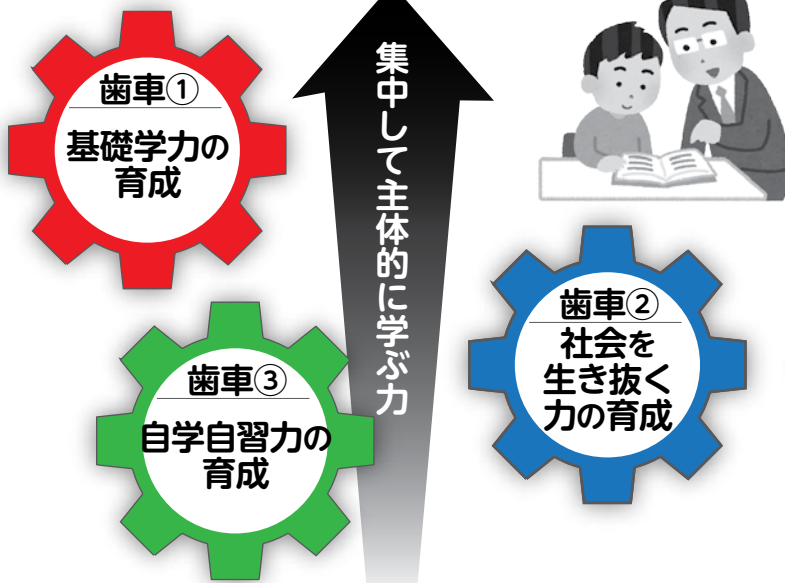 歯車①
基礎学力の
育成
集中して主体的に学ぶ力
歯車②
社会を
生き抜く
力の育成
歯車③
自学自習力の
育成